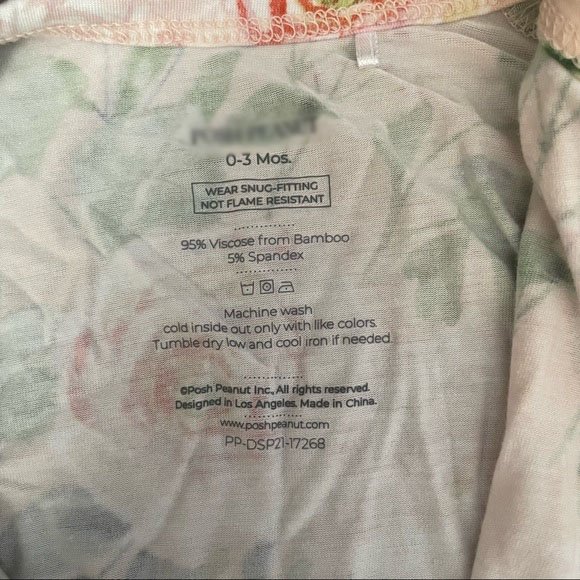 0-3 Mos.
WEAR SNUG-FITTING
NOT FLAME RESISTANT
95% Viscose from Bamboo
5% Spandex
Machine wash
cold inside out only with like colors.
Tumble dry low and cool iron if needed.
©Posh Peanut Inc., All rights reserved.
Designed in Los Angeles. Made in China.
www.poshpeanut.com
PP-DSP21-17268